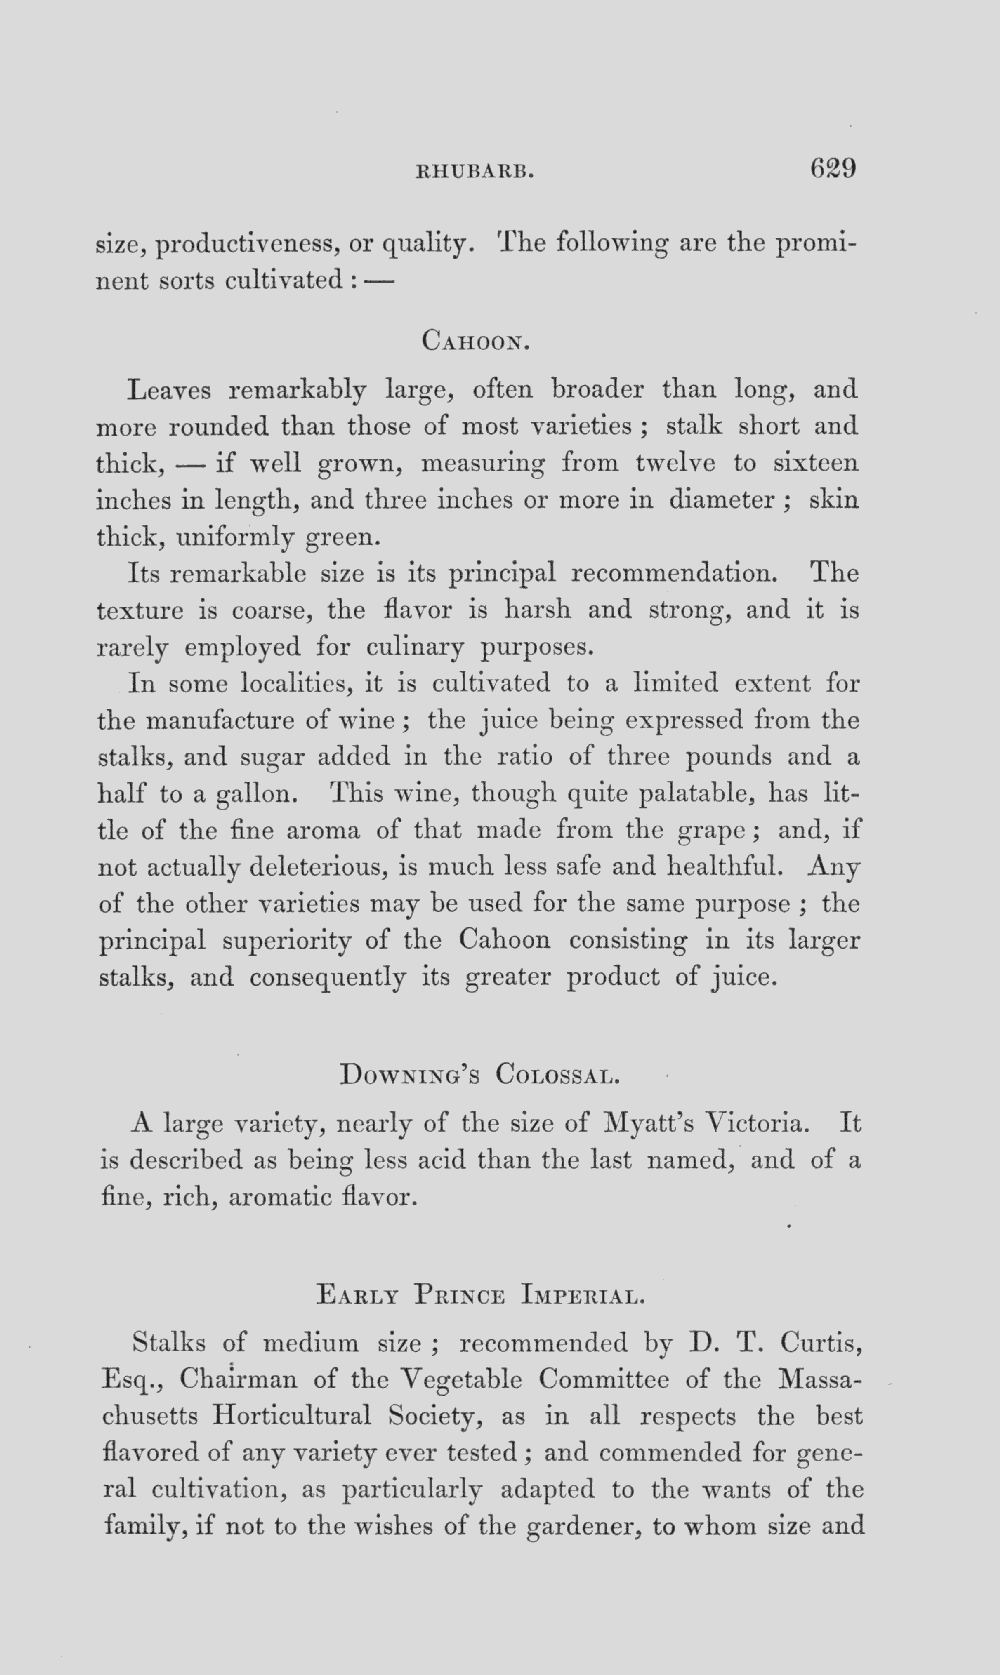 RHUBARB. 629
size, productiveness, or quality. The following are the promi-
nent sorts cultivated : —
CAHOON.
Leaves remarkably large, often broader than long, and
more rounded than those of most varieties ; stalk short and
thick, — if well grown, measuring from twelve to sixteen
inches in length, and three inches or more in diameter ; skin
thick, uniformly green.
Its remarkable size is its principal recommendation. The
texture is coarse, the flavor is harsh and strong, and it is
rarely employed for culinary purposes.
In some localities, it is cultivated to a limited extent for
the manufacture of wine ; the juice being expressed from the
stalks, and sugar added in the ratio of three pounds and a
half to a gallon. This wine, though quite palatable, has lit-
tle of the fine aroma of that made from the grape ; and, if
not actually deleterious, is much less safe and healthful. Any
of the other varieties may be used for the same purpose ; the
principal superiority of the Cahoon consisting in its larger
stalks, and consequently its greater product of juice.
DOWNING'S COLOSSAL.
A large variety, nearly of the size of Myatt's Victoria. It
is described as being less acid than the last named, and of a
fine, rich, aromatic flavor.
EARLY PRINCE IMPERIAL.
Stalks of medium size ; recommended by D. T. Curtis,
Esq., Chairman of the Vegetable Committee of the Massa-
chusetts Horticultural Society, as in all respects the best
flavored of any variety ever tested ; and commended for gene-
ral cultivation, as particularly adapted to the wants of the
family, if not to the wishes of the gardener, to whom size and